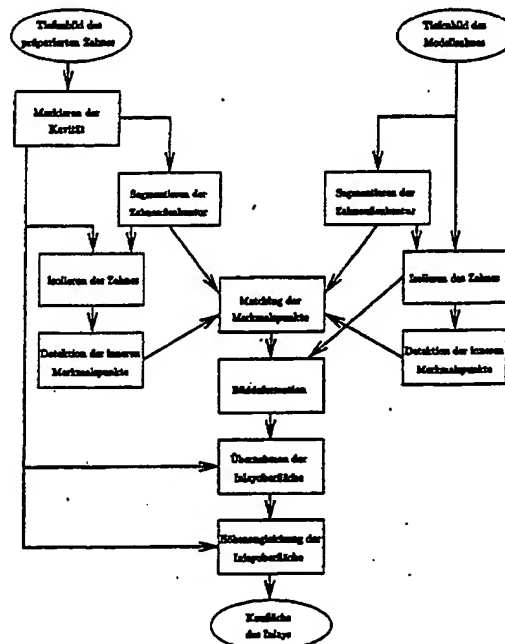 Tiefenbild des
präparierten Zahnes
Tiefenbild des
Modellzahnes
Markieren der
Kavität
Segmentieren der
Zahnaußenkontur
Segmentieren der
Zahnaußenkontur
Isolieren des Zahnes
Matching der
Merkmalspunkte
Isolieren des Zahnes
Detektion der inneren
Merkmalspunkte
Detektion der inneren
Merkmalspunkte
Bilddeformation
Übernehmen der
Inlayoberfläche
Höhenangleichung der
Inlayoberfläche
Kaufläche
des Inlays